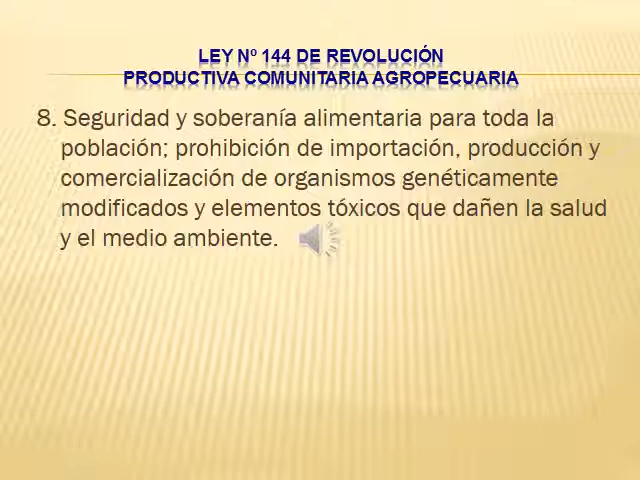 LEY Nº 144 DE REVOLUCIÓN
PRODUCTIVA COMUNITARIA AGROPECUARIA
8. Seguridad y soberanía alimentaria para toda la
población; prohibición de importación, producción y
comercialización de organismos genéticamente
modificados y elementos tóxicos que dañen la salud
y el medio ambiente.